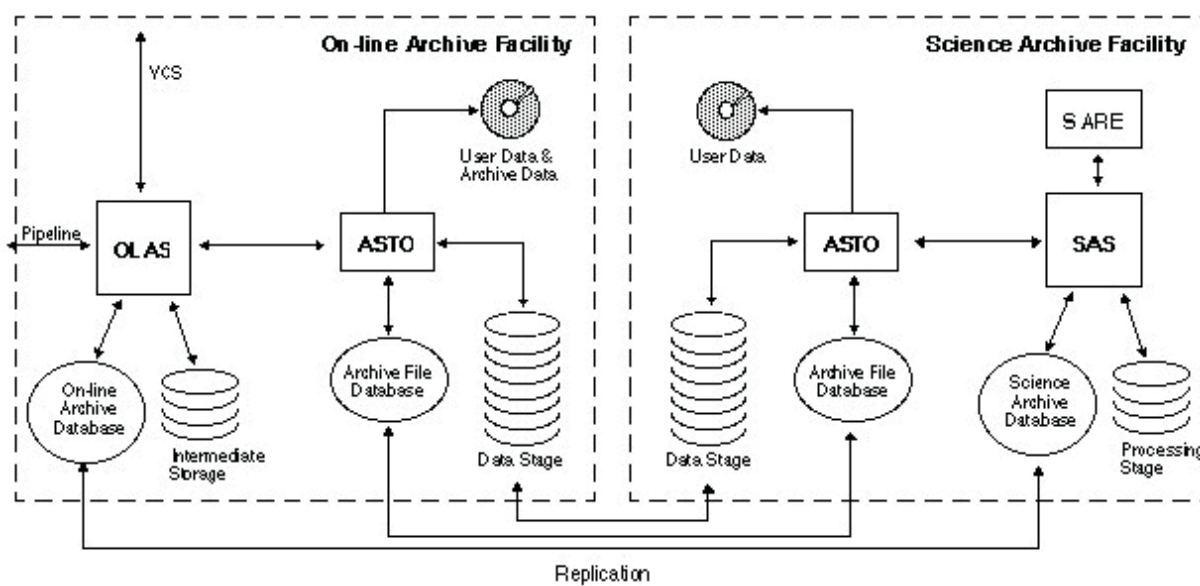 On-line Archive Facility
Science Archive Facility
VCS
User Data &
Archive Data
User Data
SARE
Pipeline
OLAS
ASTO
ASTO
SAS
On-line
Archive
Database
Intermediate
Storage
Archive File
Database
Data Stage
Data Stage
Archive File
Database
Science
Archive
Database
Processing
Stage
Replication